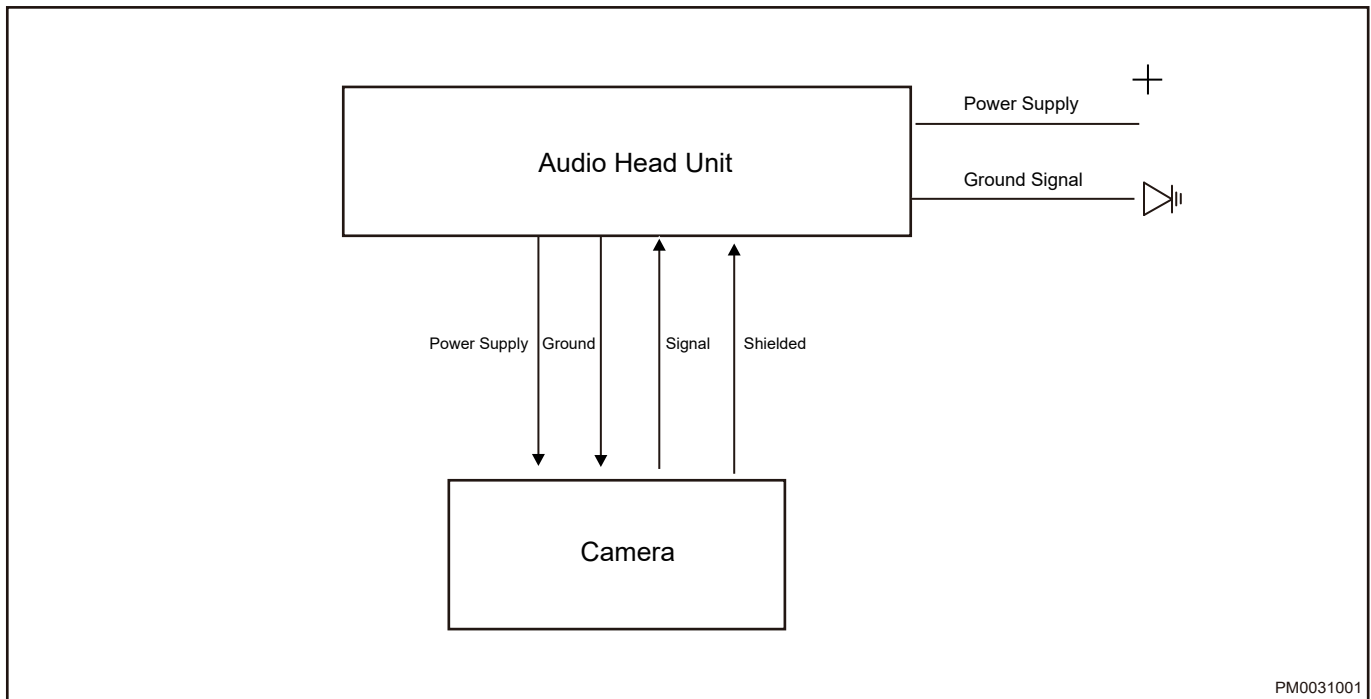 Power Supply
Audio Head Unit
Ground Signal
Power Supply
Ground
Signal
Shielded
Camera
PM0031001